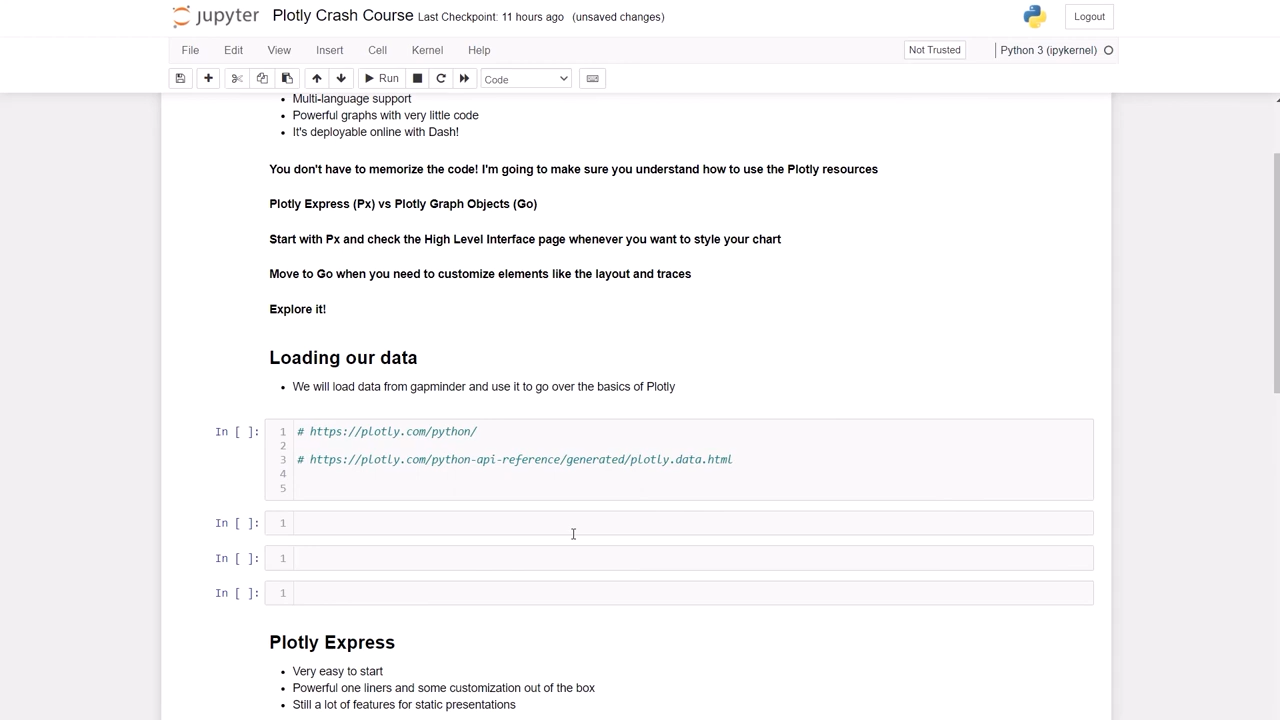 jupyter Plotly Crash Course Last Checkpoint: 11 hours ago (unsaved changes) Logout
File Edit View Insert Cell Kernel Help Not Trusted Python 3 (ipykernel)
Run Code
Multi-language support
Powerful graphs with very little code
It's deployable online with Dash!
You don't have to memorize the code! I'm going to make sure you understand how to use the Plotly resources
Plotly Express (Px) vs Plotly Graph Objects (Go)
Start with Px and check the High Level Interface page whenever you want to style your chart
Move to Go when you need to customize elements like the layout and traces
Explore it!
Loading our data
We will load data from gapminder and use it to go over the basics of Plotly
In [ ]: 1 # https://plotly.com/python/
2
3 # https://plotly.com/python-api-reference/generated/plotly.data.html
4
5
In [ ]: 1
In [ ]: 1
In [ ]: 1
Plotly Express
Very easy to start
Powerful one liners and some customization out of the box
Still a lot of features for static presentations